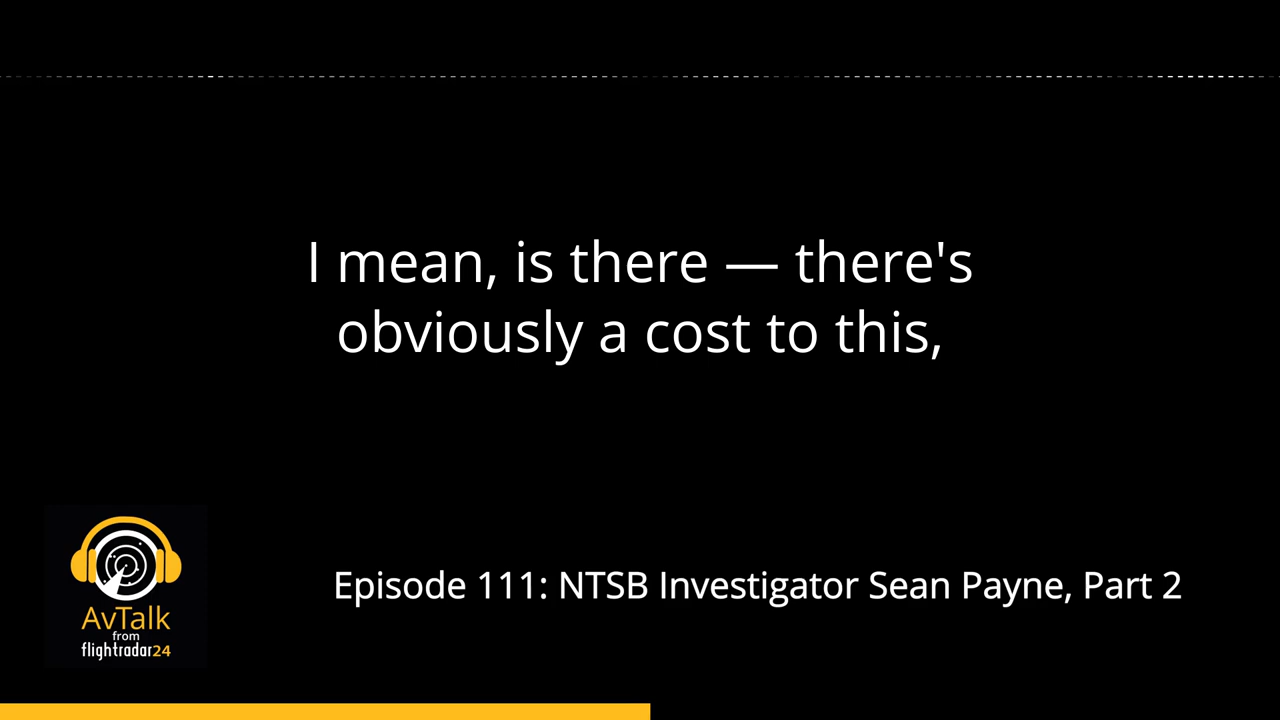 I mean, is there — there's
obviously a cost to this,
Episode 111: NTSB Investigator Sean Payne, Part 2
AvTalk
from
flightradar24